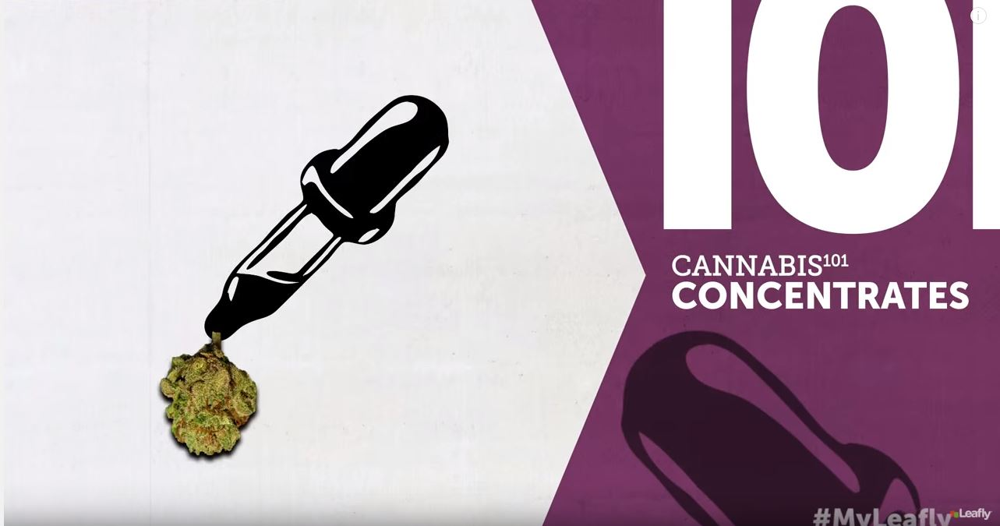 101
CANNABIS101
CONCENTRATES
#MyLeafly
Leafly